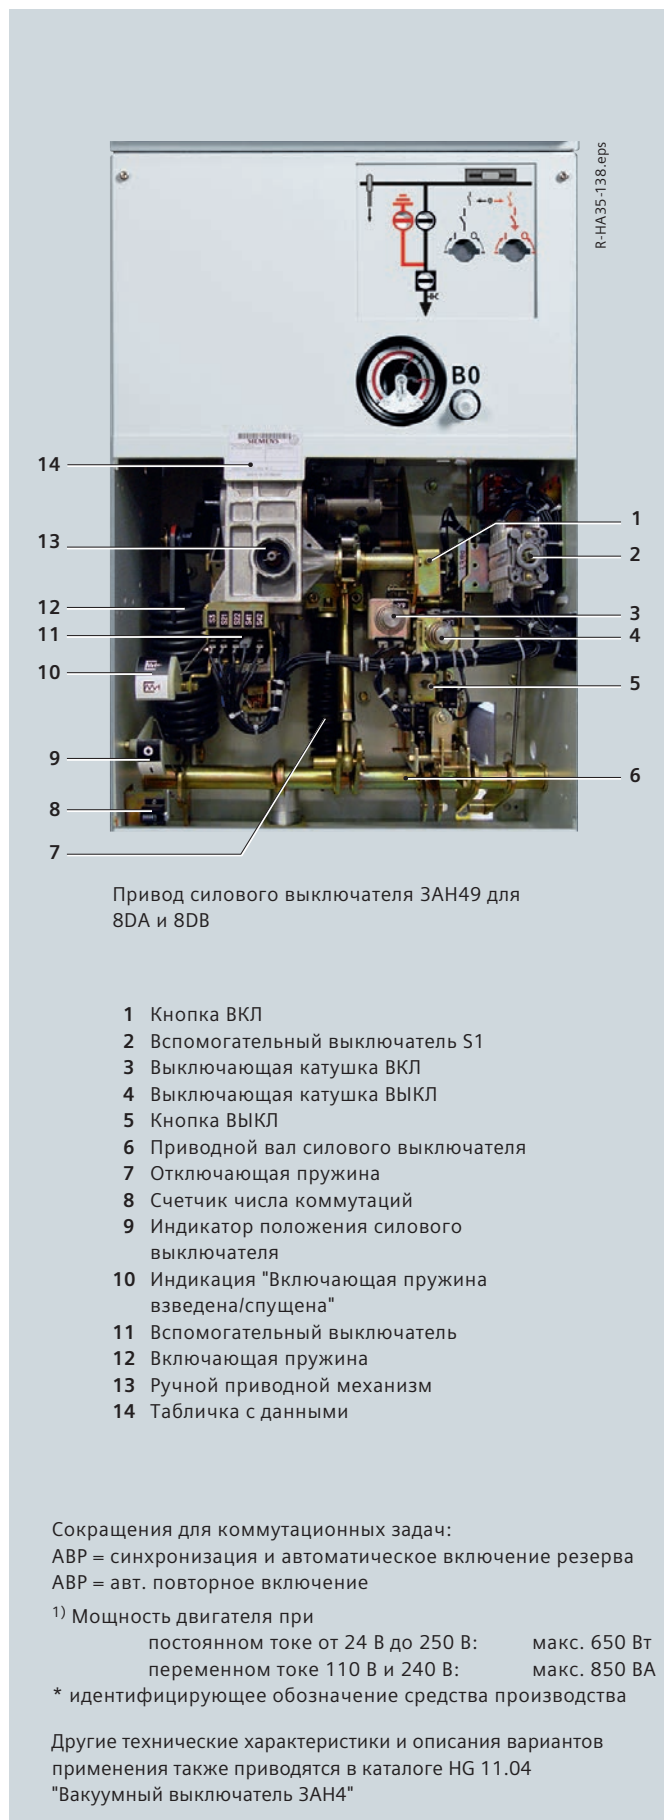 R-HA35-138.eps
B0
SIEMENS
14
13
12
11
10
9
8
7
1
2
3
4
5
6
Привод силового выключателя 3AH49 для
8DA и 8DB
1 Кнопка ВКЛ
2 Вспомогательный выключатель S1
3 Выключающая катушка ВКЛ
4 Выключающая катушка ВЫКЛ
5 Кнопка ВЫКЛ
6 Приводной вал силового выключателя
7 Отключающая пружина
8 Счетчик числа коммутаций
9 Индикатор положения силового
выключателя
10 Индикация "Включающая пружина
взведена/спущена"
11 Вспомогательный выключатель
12 Включающая пружина
13 Ручной приводной механизм
14 Табличка с данными
Сокращения для коммутационных задач:
АВР = синхронизация и автоматическое включение резерва
АВР = авт. повторное включение
1) Мощность двигателя при
постоянном токе от 24 В до 250 В: макс. 650 Вт
переменном токе 110 В и 240 В: макс. 850 ВА
* идентифицирующее обозначение средства производства
Другие технические характеристики и описания вариантов
применения также приводятся в каталоге HG 11.04
"Вакуумный выключатель 3AH4"